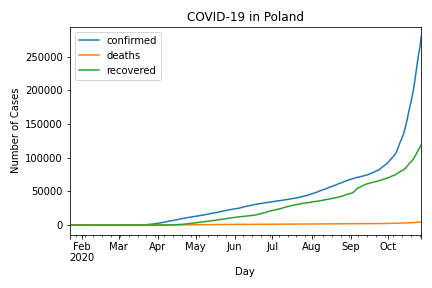 COVID-19 in Poland
confirmed
deaths
recovered
Number of Cases
250000
200000
150000
100000
50000
0
Feb Mar Apr May Jun Jul Aug Sep Oct
2020
Day